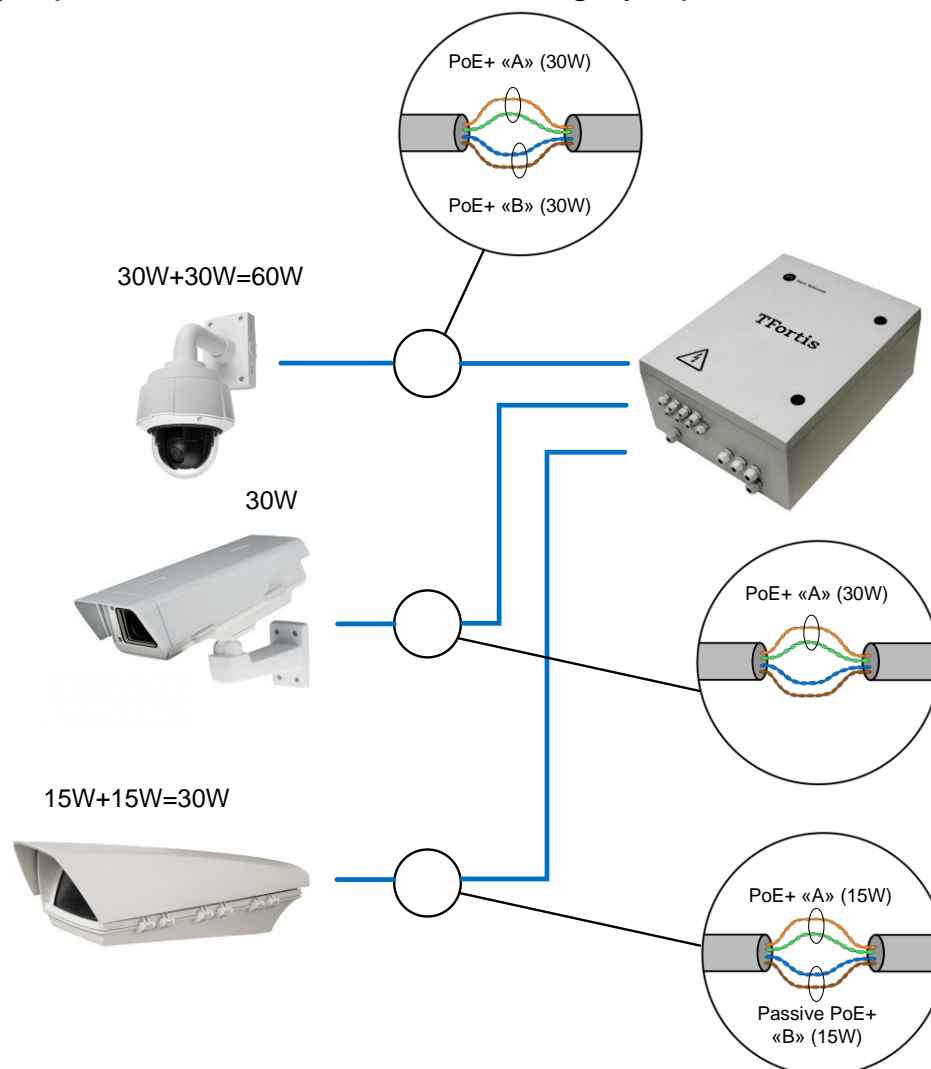 PoE+ «A» (30W)
PoE+ «B» (30W)
30W+30W=60W
TFortis
30W
PoE+ «A» (30W)
15W+15W=30W
PoE+ «A» (15W)
Passive PoE+
«B» (15W)